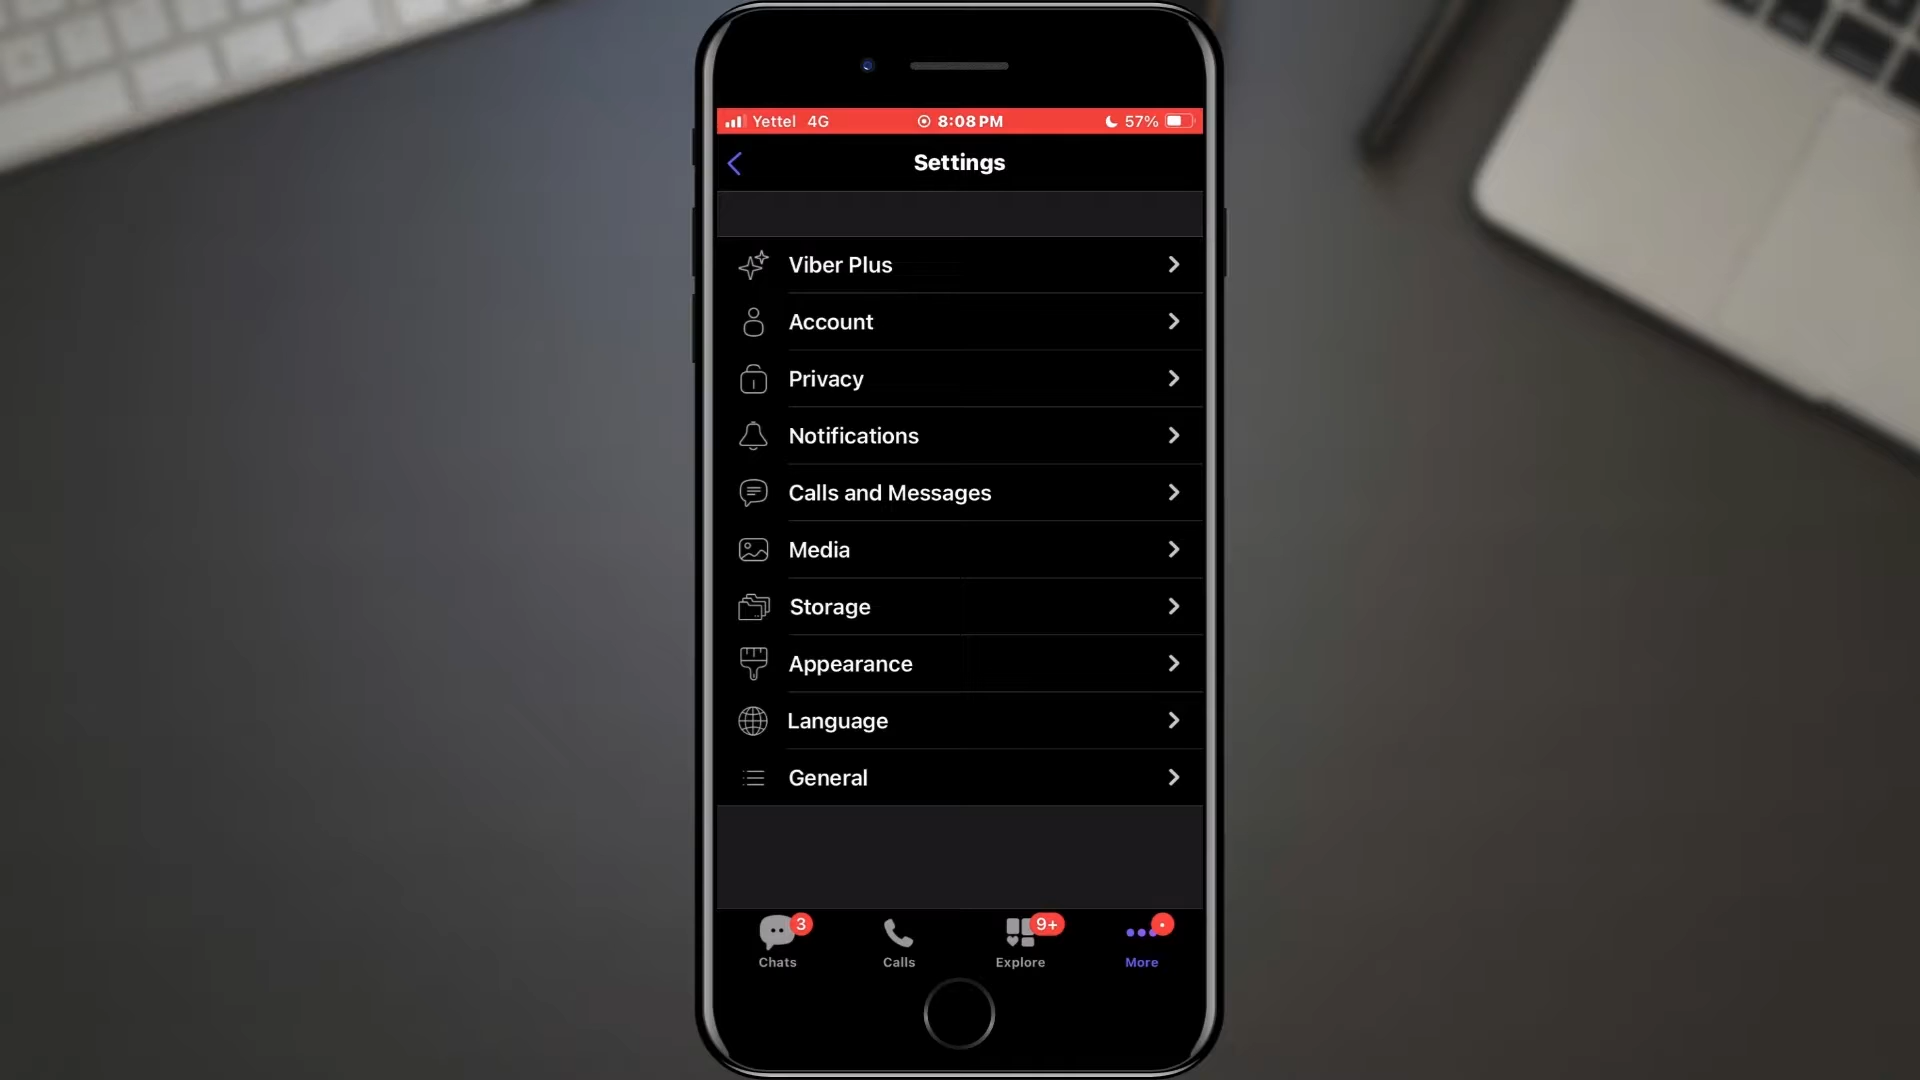 Yettel 4G 8:08 PM 57%
Settings
Viber Plus
Account
Privacy
Notifications
Calls and Messages
Media
Storage
Appearance
Language
General
3 9+
Chats Calls Explore More